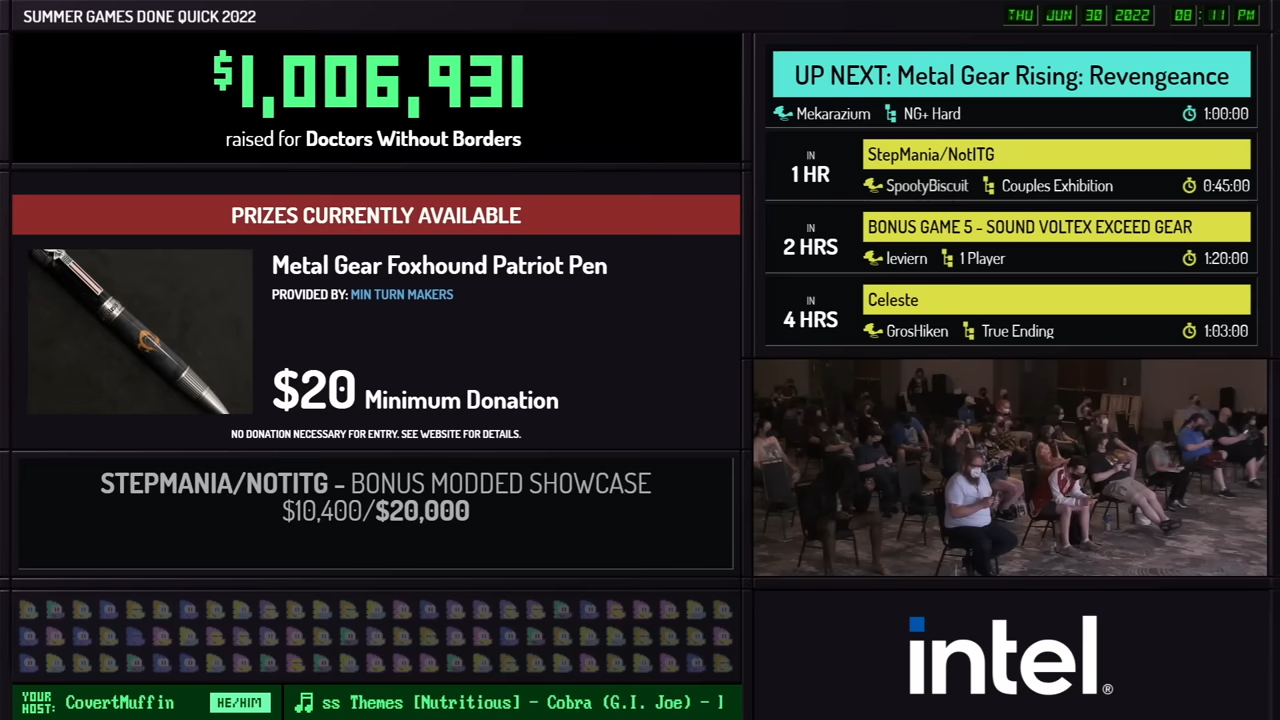 SUMMER GAMES DONE QUICK 2022
THU JUN 30 2022 08:11 PM
$1,006,931
raised for Doctors Without Borders
PRIZES CURRENTLY AVAILABLE
Metal Gear Foxhound Patriot Pen
PROVIDED BY: MIN TURN MAKERS
$20 Minimum Donation
NO DONATION NECESSARY FOR ENTRY. SEE WEBSITE FOR DETAILS.
STEPMANIA/NOTITG - BONUS MODDED SHOWCASE
$10,400/$20,000
YOUR HOST: CovertMuffin HE/HIM
ss Themes [Nutritious] - Cobra (G.I. Joe) -
UP NEXT: Metal Gear Rising: Revengeance
Mekarazium NG+ Hard 1:00:00
IN 1 HR
StepMania/NotITG
SpootyBiscuit Couples Exhibition 0:45:00
IN 2 HRS
BONUS GAME 5 - SOUND VOLTEX EXCEED GEAR
leviern 1 Player 1:20:00
IN 4 HRS
Celeste
GrosHiken True Ending 1:03:00
intel®